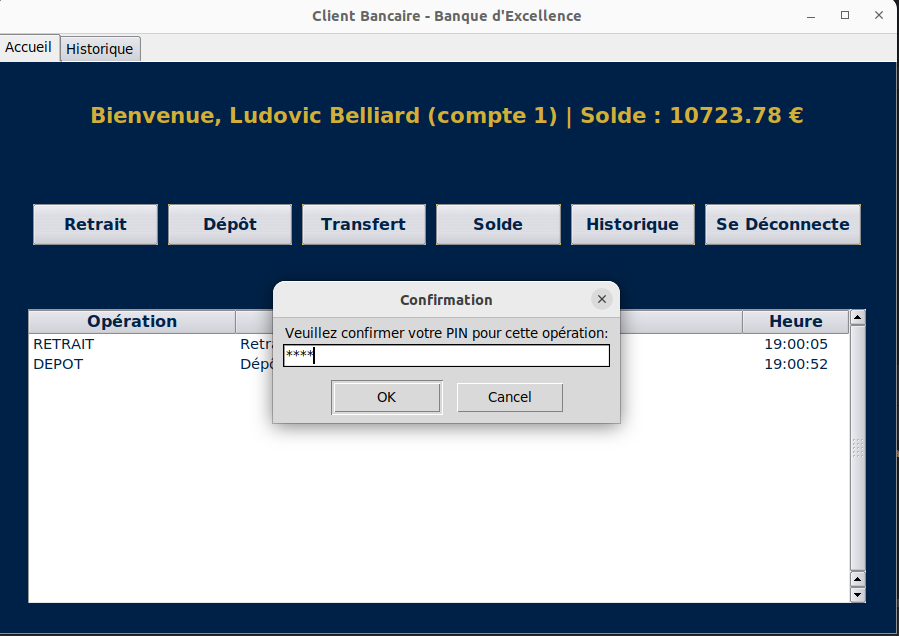 Client Bancaire - Banque d'Excellence
Accueil Historique
Bienvenue, Ludovic Belliard (compte 1) | Solde : 10723.78 €
Retrait Dépôt Transfert Solde Historique Se Déconnecte
Confirmation
Veuillez confirmer votre PIN pour cette opération:
****
OK Cancel
Opération Heure
RETRAIT 19:00:05
DEPOT 19:00:52